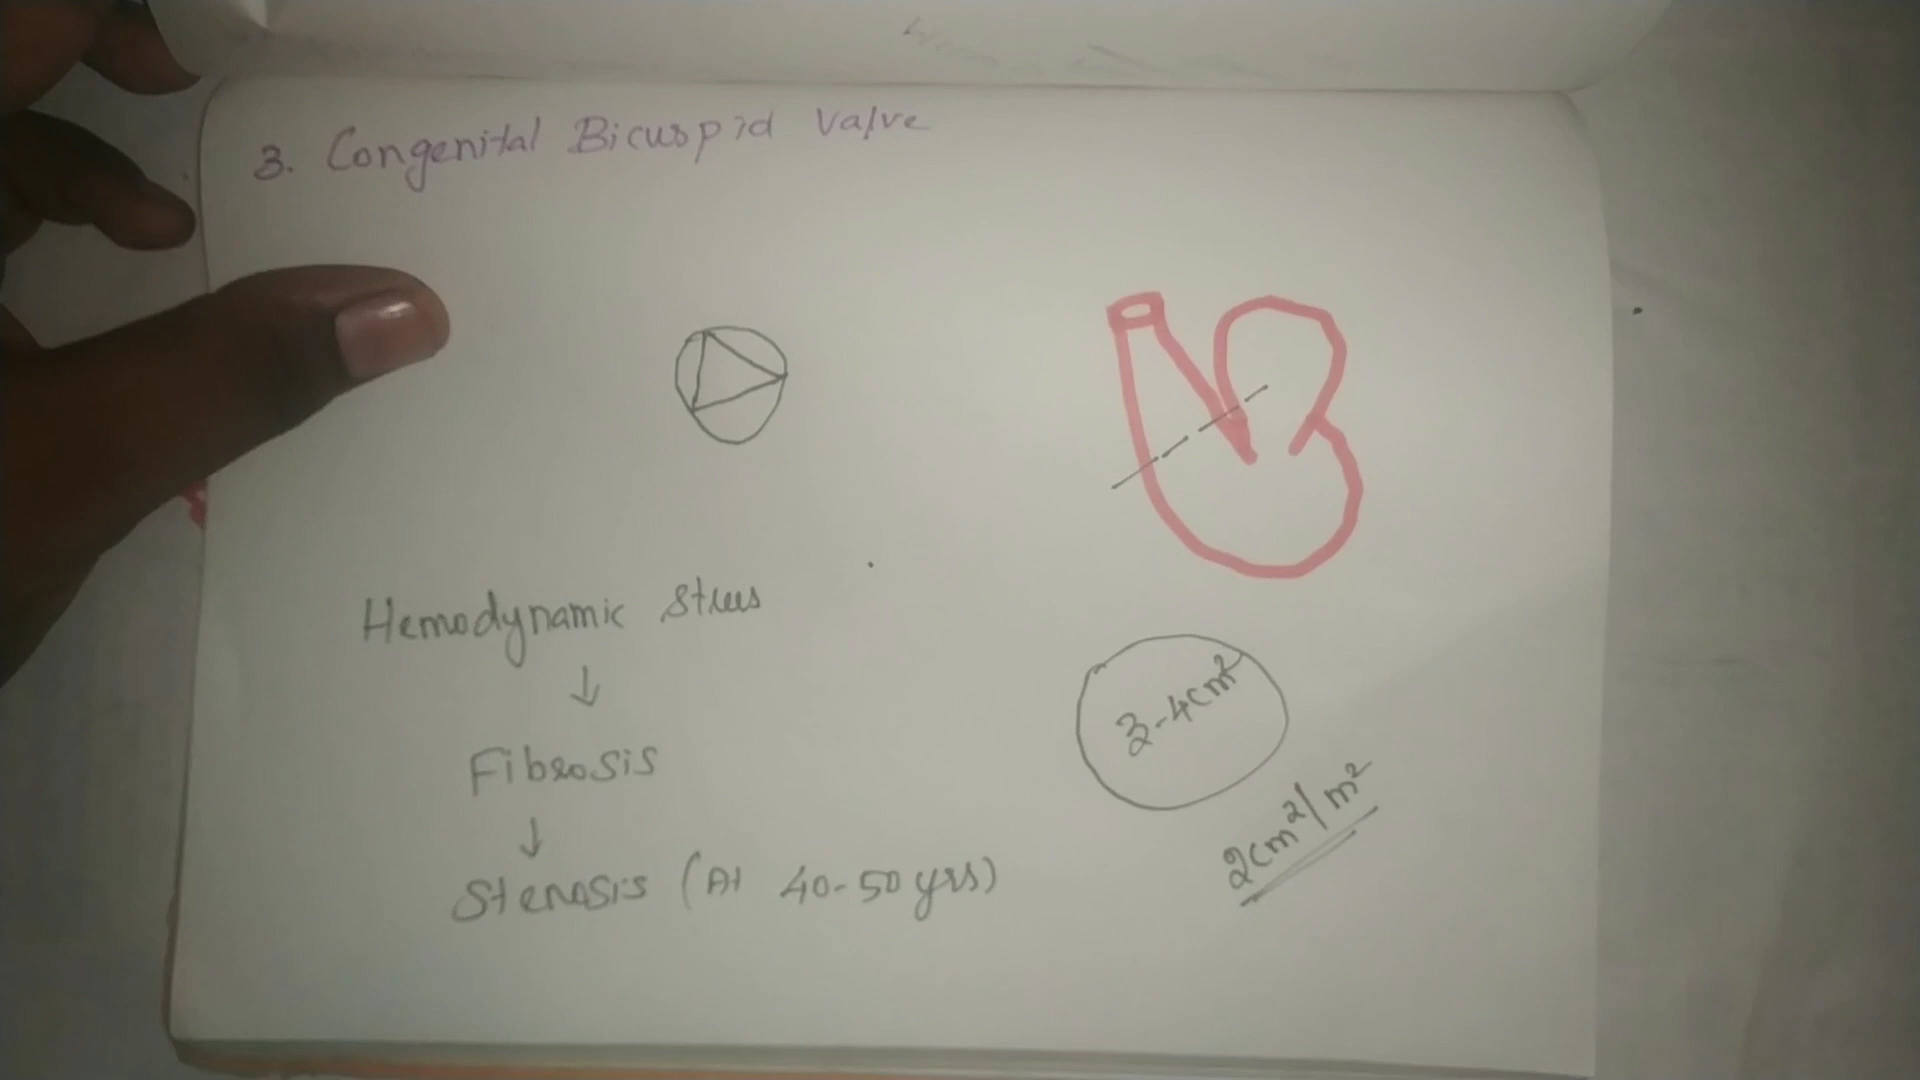 3. Congenital Bicuspid Valve
Hemodynamic Stress
↓
Fibrosis
↓
Stenosis (At 40-50 yrs)
3-4cm²
2cm²/m²